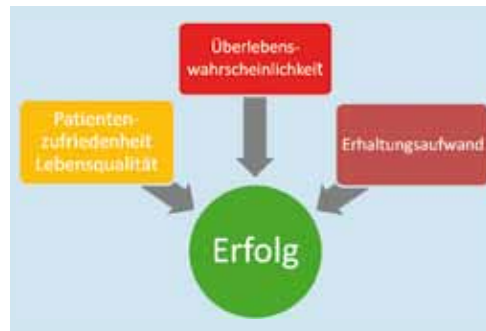 Überlebens-
wahrscheinlichkeit
Patienten-
zufriedenheit
Lebensqualität
Erhaltungsaufwand
Erfolg